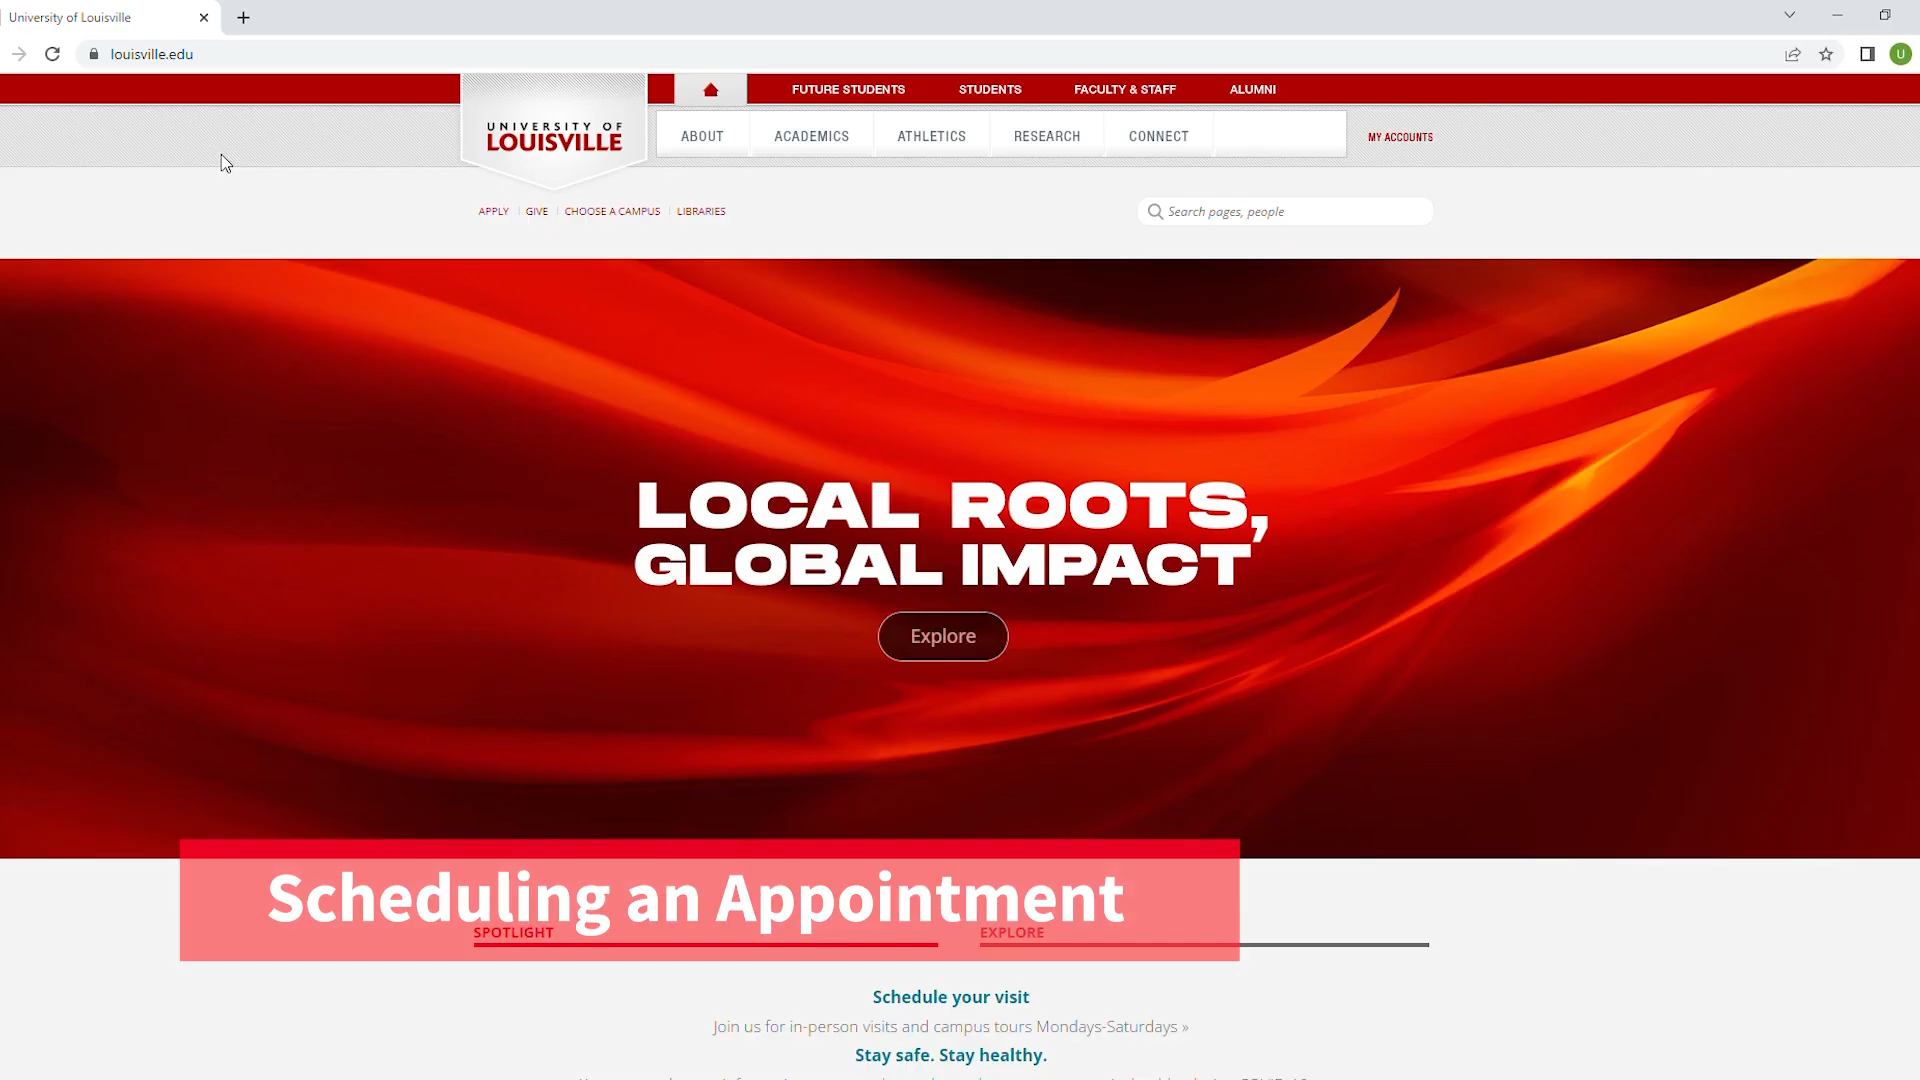 University of Louisville
louisville.edu
U
FUTURE STUDENTS STUDENTS FACULTY & STAFF ALUMNI
UNIVERSITY OF
LOUISVILLE
ABOUT ACADEMICS ATHLETICS RESEARCH CONNECT
MY ACCOUNTS
APPLY GIVE CHOOSE A CAMPUS LIBRARIES
Search pages, people
LOCAL ROOTS,
GLOBAL IMPACT
Explore
Scheduling an Appointment
SPOTLIGHT EXPLORE
Schedule your visit
Join us for in-person visits and campus tours Mondays-Saturdays »
Stay safe. Stay healthy.